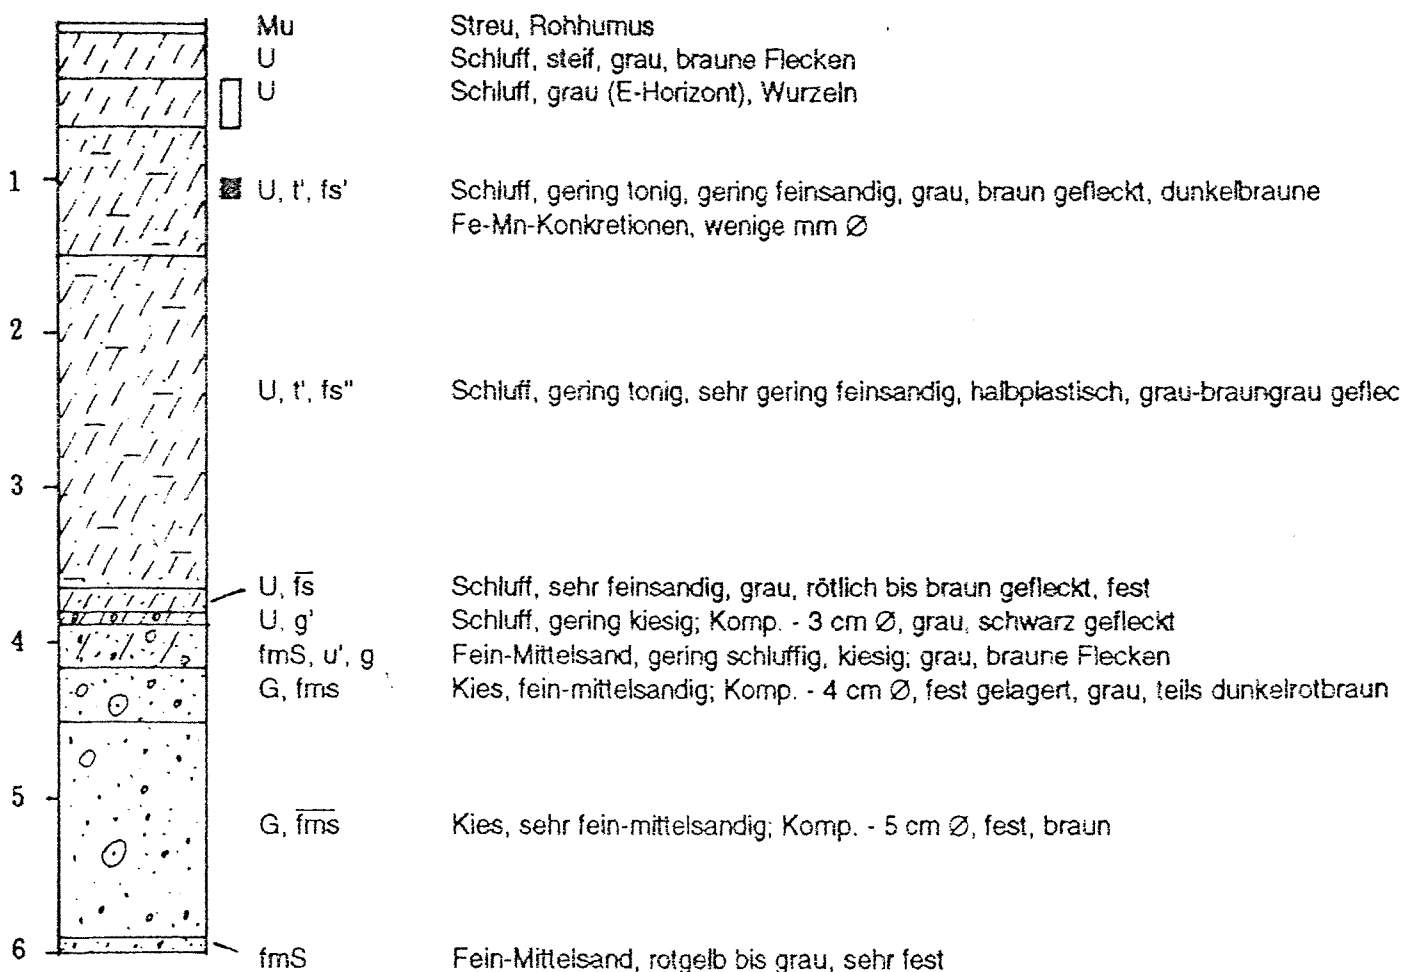 Mu Streu, Rohhumus
U Schluff, steif, grau, braune Flecken
U Schluff, grau (E-Horizont), Wurzeln
1 U, t', fs' Schluff, gering tonig, gering feinsandig, grau, braun gefleckt, dunkelbraune
Fe-Mn-Konkretionen, wenige mm Ø
2
U, t', fs'' Schluff, gering tonig, sehr gering feinsandig, halbplastisch, grau-braungrau geflec
3
U, f̅s̅ Schluff, sehr feinsandig, grau, rötlich bis braun gefleckt, fest
U, g' Schluff, gering kiesig; Komp. - 3 cm Ø, grau, schwarz gefleckt
4 fmS, u', g Fein-Mittelsand, gering schluffig, kiesig; grau, braune Flecken
G, fms Kies, fein-mittelsandig; Komp. - 4 cm Ø, fest gelagert, grau, teils dunkelrotbraun
5
G, f̅m̅s̅ Kies, sehr fein-mittelsandig; Komp. - 5 cm Ø, fest, braun
6 fmS Fein-Mittelsand, rotgelb bis grau, sehr fest